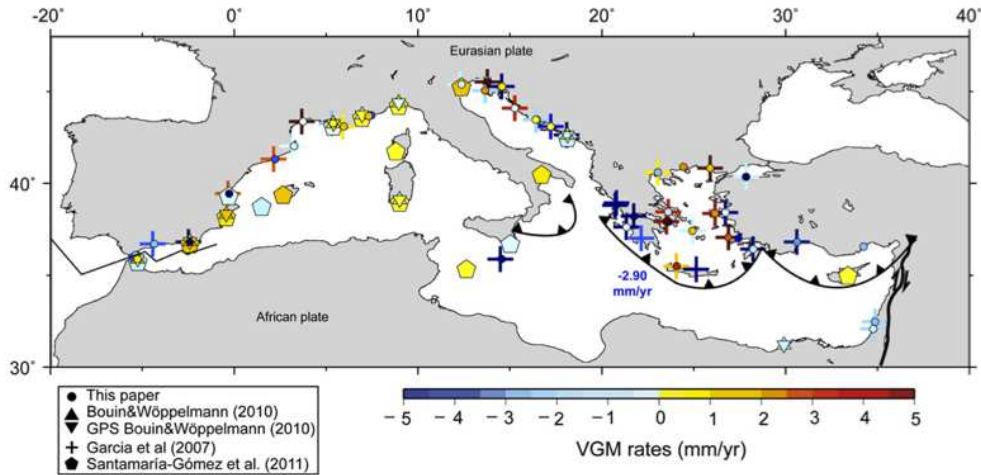 -20° 0° 10° 20° 30° 40°
Eurasian plate
40°
-2.90
mm/yr
African plate
30°
This paper
Bouin&Wöppelmann (2010)
GPS Bouin&Wöppelmann (2010)
Garcia et al (2007)
Santamaría-Gómez et al. (2011)
−5 −4 −3 −2 −1 0 1 2 3 4 5
VGM rates (mm/yr)